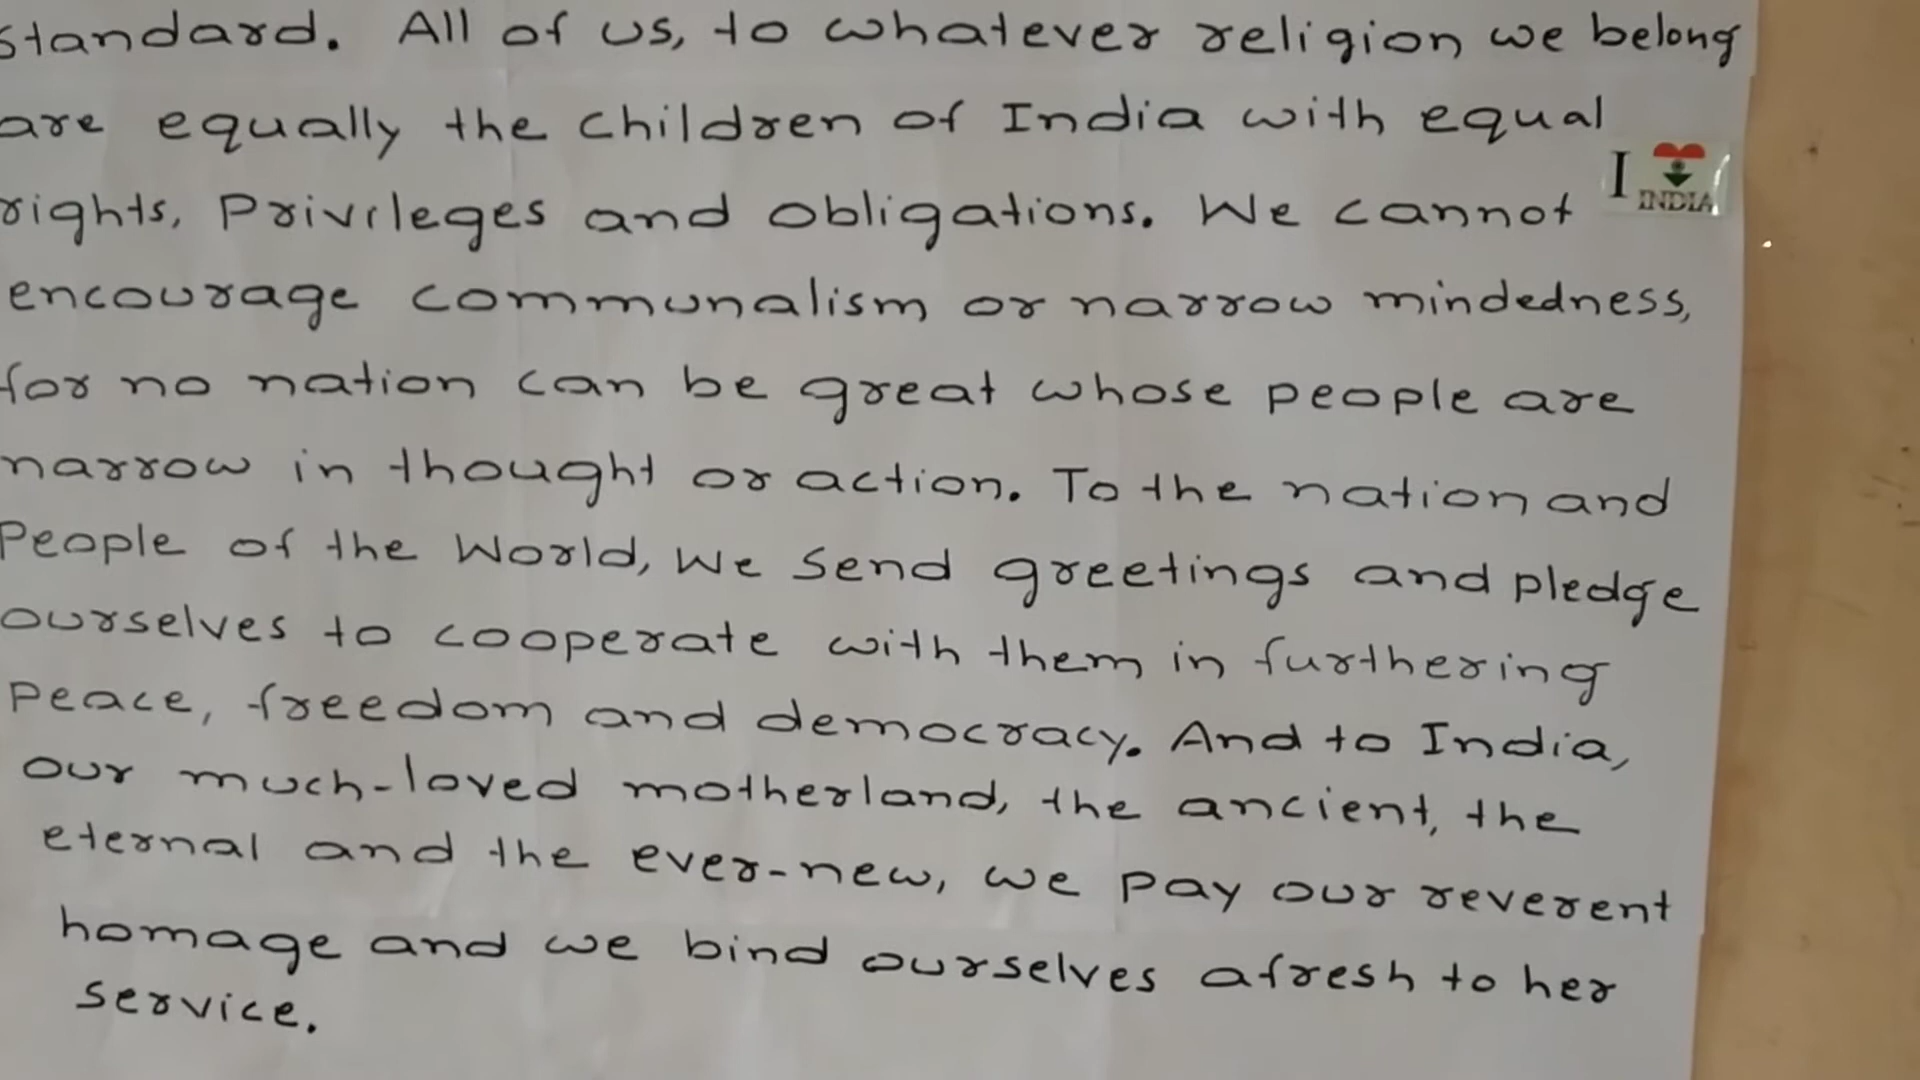 standard. All of us, to whatever religion we belong
are equally the children of India with equal
rights, Privileges and obligations. We cannot
I INDIA
encourage communalism or narrow mindedness,
for no nation can be great whose people are
narrow in thought or action. To the nation and
People of the World, We Send greetings and pledge
ourselves to cooperate with them in furthering
Peace, freedom and democracy. And to India,
our much-loved motherland, the ancient, the
eternal and the ever-new, we pay our reverent
homage and we bind ourselves afresh to her
service.